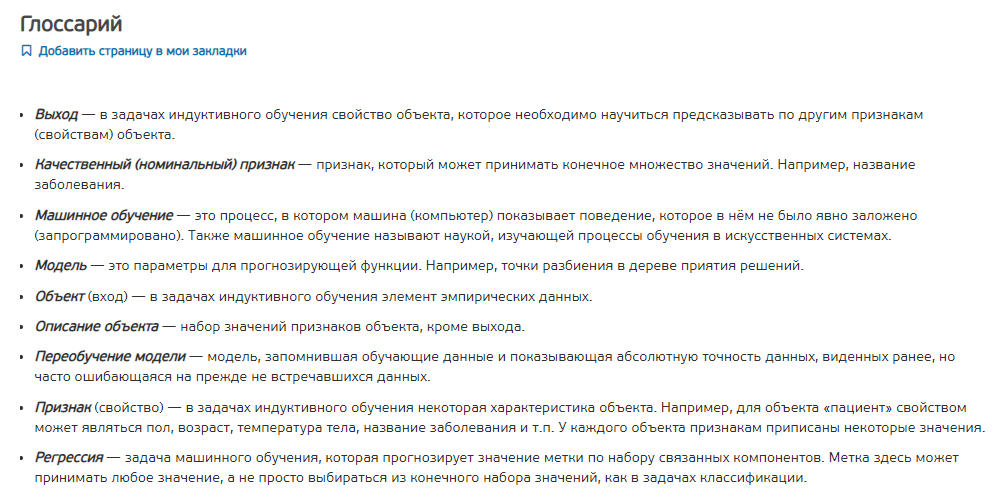 Глоссарий
Добавить страницу в мои закладки
• Выход — в задачах индуктивного обучения свойство объекта, которое необходимо научиться предсказывать по другим признакам
(свойствам) объекта.
• Качественный (номинальный) признак — признак, который может принимать конечное множество значений. Например, название
заболевания.
• Машинное обучение — это процесс, в котором машина (компьютер) показывает поведение, которое в нём не было явно заложено
(запрограммировано). Также машинное обучение называют наукой, изучающей процессы обучения в искусственных системах.
• Модель — это параметры для прогнозирующей функции. Например, точки разбиения в дереве приятия решений.
• Объект (вход) — в задачах индуктивного обучения элемент эмпирических данных.
• Описание объекта — набор значений признаков объекта, кроме выхода.
• Переобучение модели — модель, запомнившая обучающие данные и показывающая абсолютную точность данных, виденных ранее, но
часто ошибающаяся на прежде не встречавшихся данных.
• Признак (свойство) — в задачах индуктивного обучения некоторая характеристика объекта. Например, для объекта «пациент» свойством
может являться пол, возраст, температура тела, название заболевания и т.п. У каждого объекта признакам приписаны некоторые значения.
• Регрессия — задача машинного обучения, которая прогнозирует значение метки по набору связанных компонентов. Метка здесь может
принимать любое значение, а не просто выбираться из конечного набора значений, как в задачах классификации.